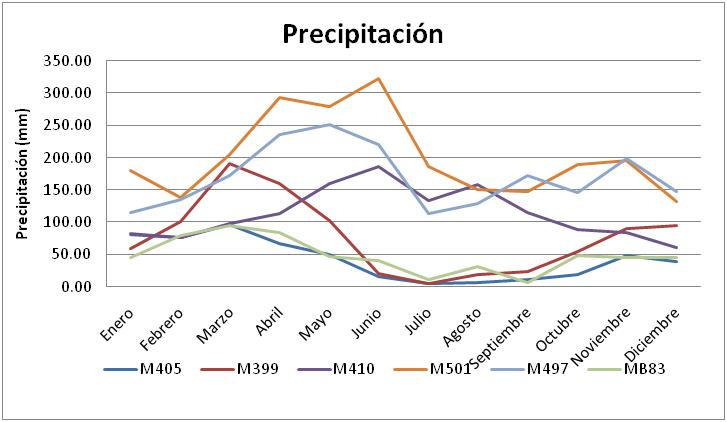 Precipitación
Precipitación (mm)
350.00
300.00
250.00
200.00
150.00
100.00
50.00
0.00
Enero
Febrero
Marzo
Abril
Mayo
Junio
Julio
Agosto
Septiembre
Octubre
Noviembre
Diciembre
M405 M399 M410 M501 M497 MB83